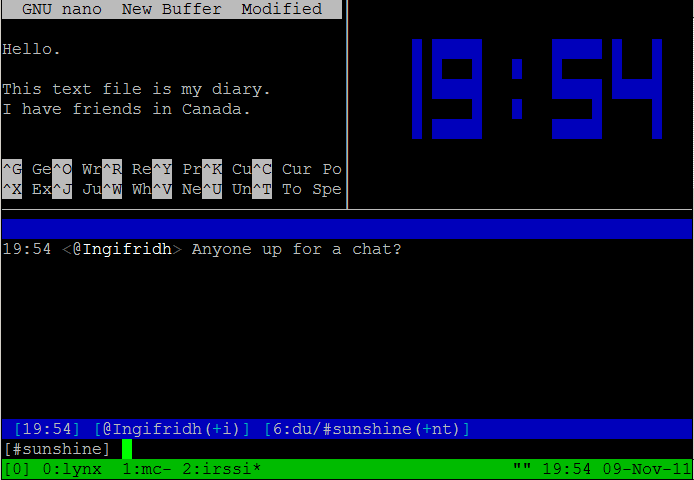 GNU nano  New Buffer  Modified
Hello.
This text file is my diary.
I have friends in Canada.
^G Ge^O Wr^R Re^Y Pr^K Cu^C Cur Po
^X Ex^J Ju^W Wh^V Ne^U Un^T To Spe
19:54
19:54 <@Ingifridh> Anyone up for a chat?
[19:54] [@Ingifridh(+i)] [6:du/#sunshine(+nt)]
[#sunshine]
[0] 0:lynx  1:mc- 2:irssi*  "" 19:54 09-Nov-11